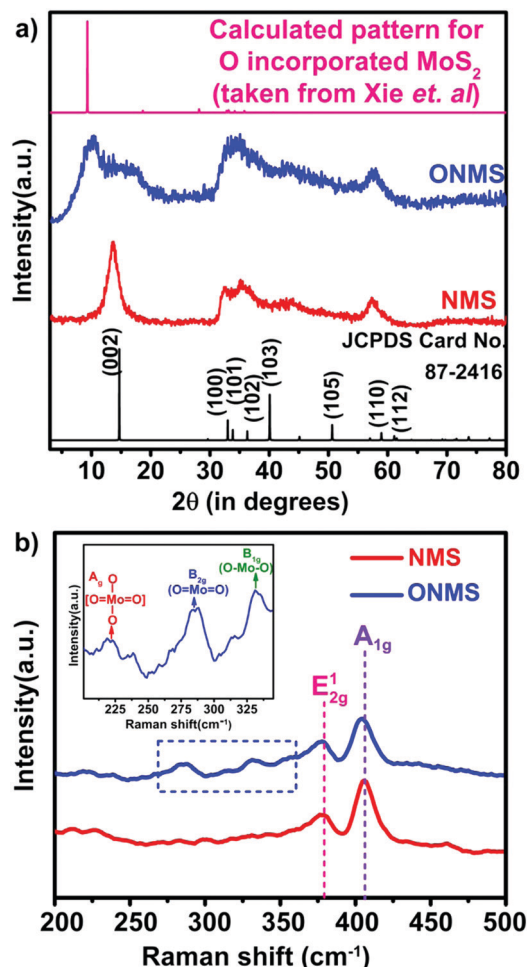 a)
Calculated pattern for
O incorporated MoS2
(taken from Xie et. al)
ONMS
NMS
JCPDS Card No.
87-2416
(002)
(100)
(101)
(102)
(103)
(105)
(110)
(112)
Intensity(a.u.)
10 20 30 40 50 60 70 80
2θ (in degrees)
b)
NMS
ONMS
Ag O
[O=Mo=O]
O
B2g
(O=Mo=O)
B1g
(O-Mo-O)
Intensity(a.u.)
225 250 275 300 325
Raman shift(cm-1)
E12g
A1g
Intensity(a.u.)
200 250 300 350 400 450 500
Raman shift (cm-1)